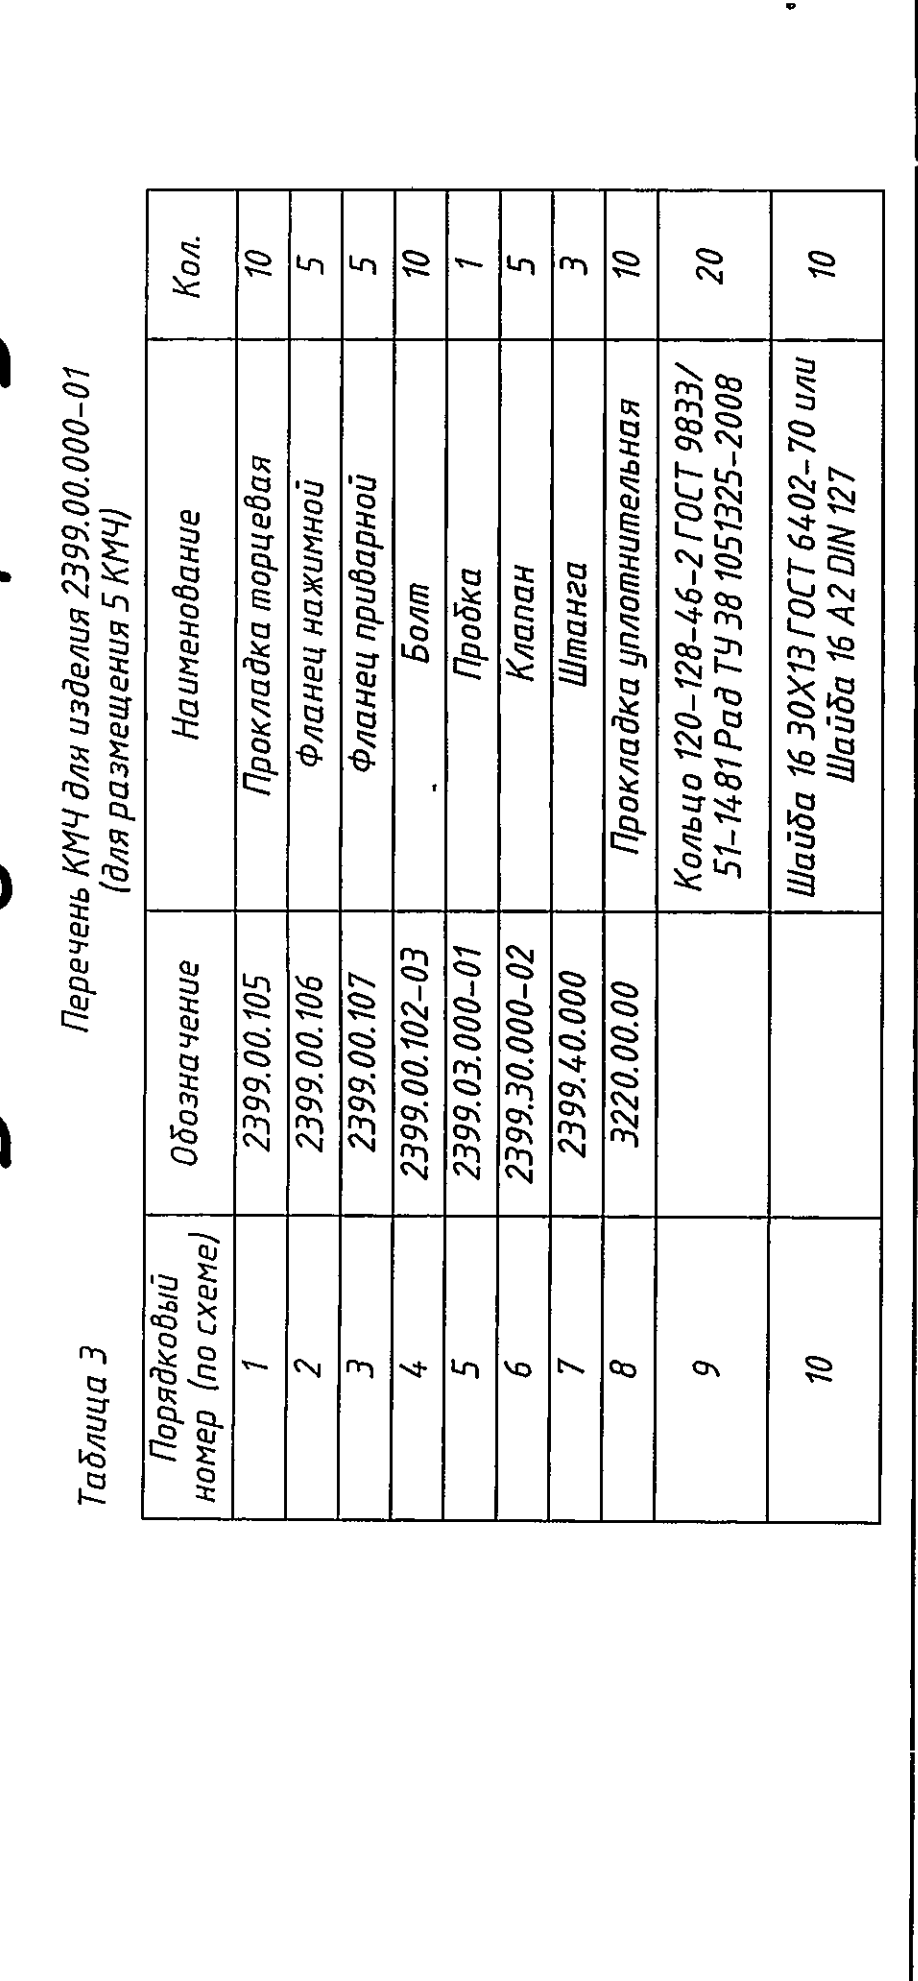 Таблица 3
Перечень КМЧ для изделия 2399.00.000-01
(для размещения 5 КМЧ)
Порядковый номер (по схеме) Обозначение Наименование Кол.
1 2399.00.105 Прокладка торцевая 10
2 2399.00.106 Фланец нажимной 5
3 2399.00.107 Фланец приварной 5
4 2399.00.102-03 Болт 10
5 2399.03.000-01 Пробка 1
6 2399.30.000-02 Клапан 5
7 2399.40.000 Штанга 3
8 3220.00.00 Прокладка уплотнительная 10
9 Кольцо 120-128-46-2 ГОСТ 9833/ 20
51-1481 Рад ТУ 38 1051325-2008
10 Шайба 16 30Х13 ГОСТ 6402-70 или 10
Шайба 16 А2 DIN 127